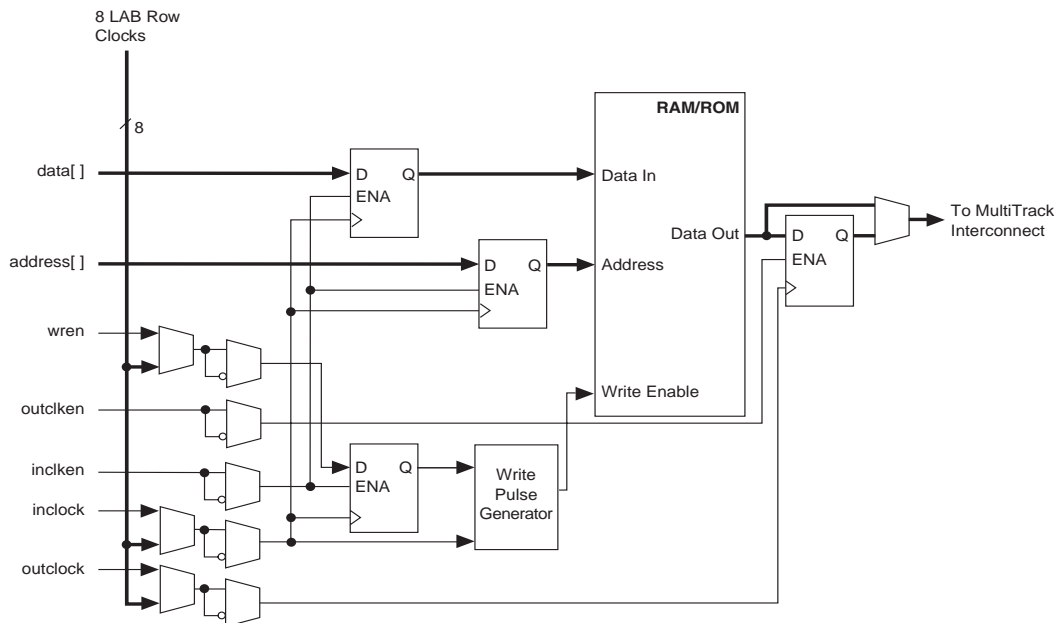 8 LAB Row
Clocks
8
RAM/ROM
data[ ]
D Q
ENA
Data In
To MultiTrack
Interconnect
Data Out
D Q
ENA
address[ ]
D Q
ENA
Address
wren
Write Enable
outclken
inclken
D Q
ENA
Write
Pulse
Generator
inclock
outclock